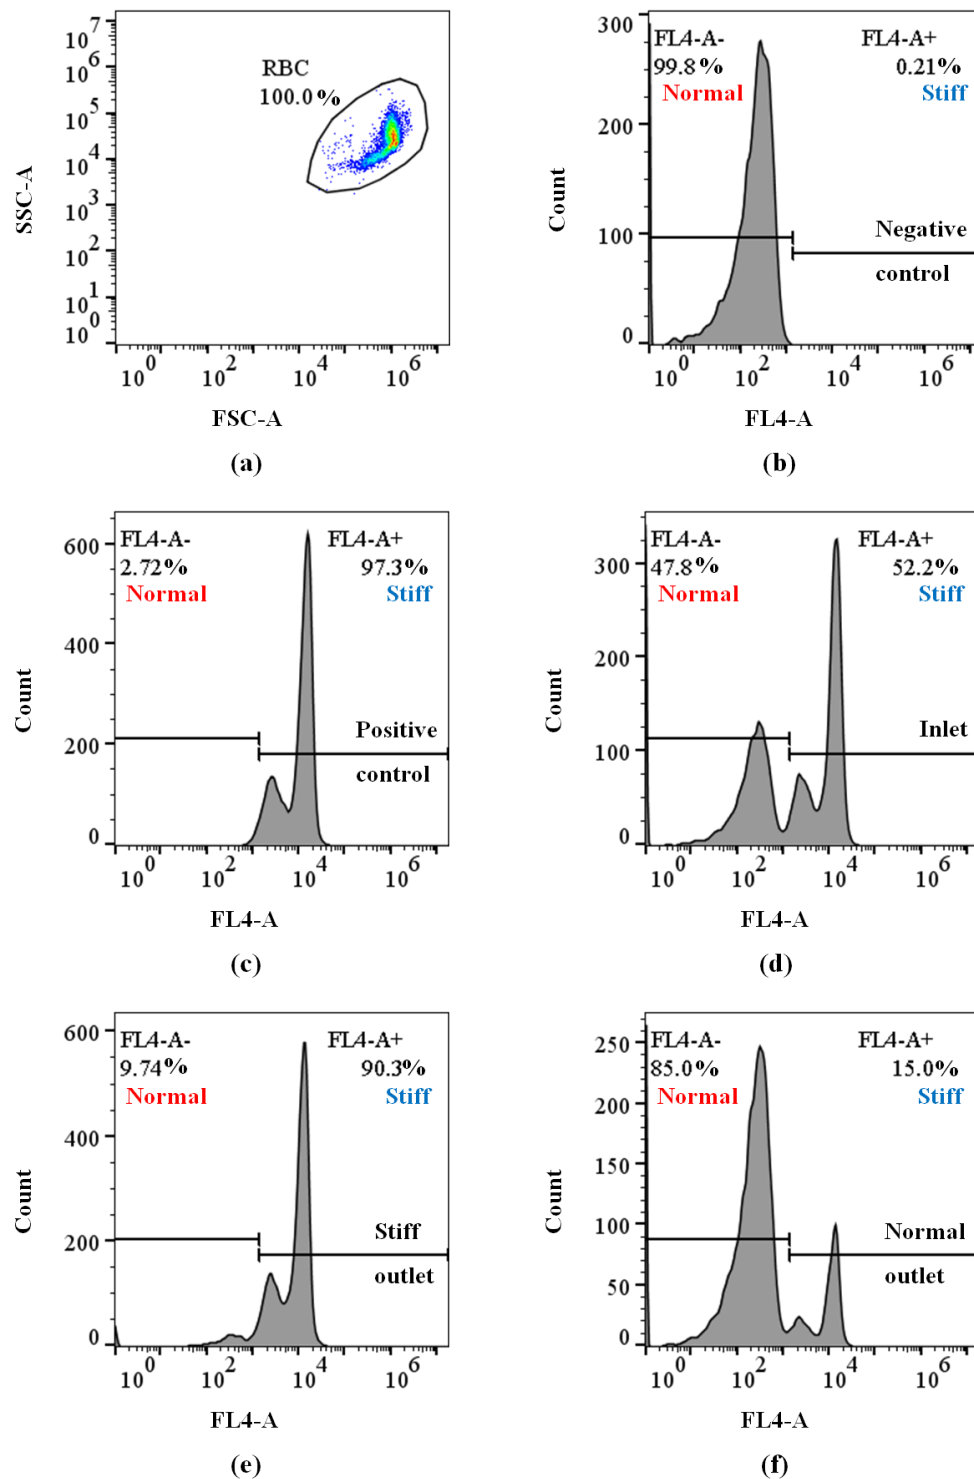 RBC
100.0%
10^7
10^6
10^5
10^4
10^3
10^2
10^1
10^0
0
SSC-A
10^0 10^2 10^4 10^6
FSC-A
(a)
FL4-A- FL4-A+
99.8% 0.21%
Normal Stiff
300
200
100
0
Count
Negative
control
10^0 10^2 10^4 10^6
FL4-A
(b)
FL4-A- FL4-A+
2.72% 97.3%
Normal Stiff
600
400
200
0
Count
Positive
control
10^0 10^2 10^4 10^6
FL4-A
(c)
FL4-A- FL4-A+
47.8% 52.2%
Normal Stiff
300
200
100
0
Count
Inlet
10^0 10^2 10^4 10^6
FL4-A
(d)
FL4-A- FL4-A+
9.74% 90.3%
Normal Stiff
600
400
200
0
Count
Stiff
outlet
10^0 10^2 10^4 10^6
FL4-A
(e)
FL4-A- FL4-A+
85.0% 15.0%
Normal Stiff
250
200
150
100
50
0
Count
Normal
outlet
10^0 10^2 10^4 10^6
FL4-A
(f)